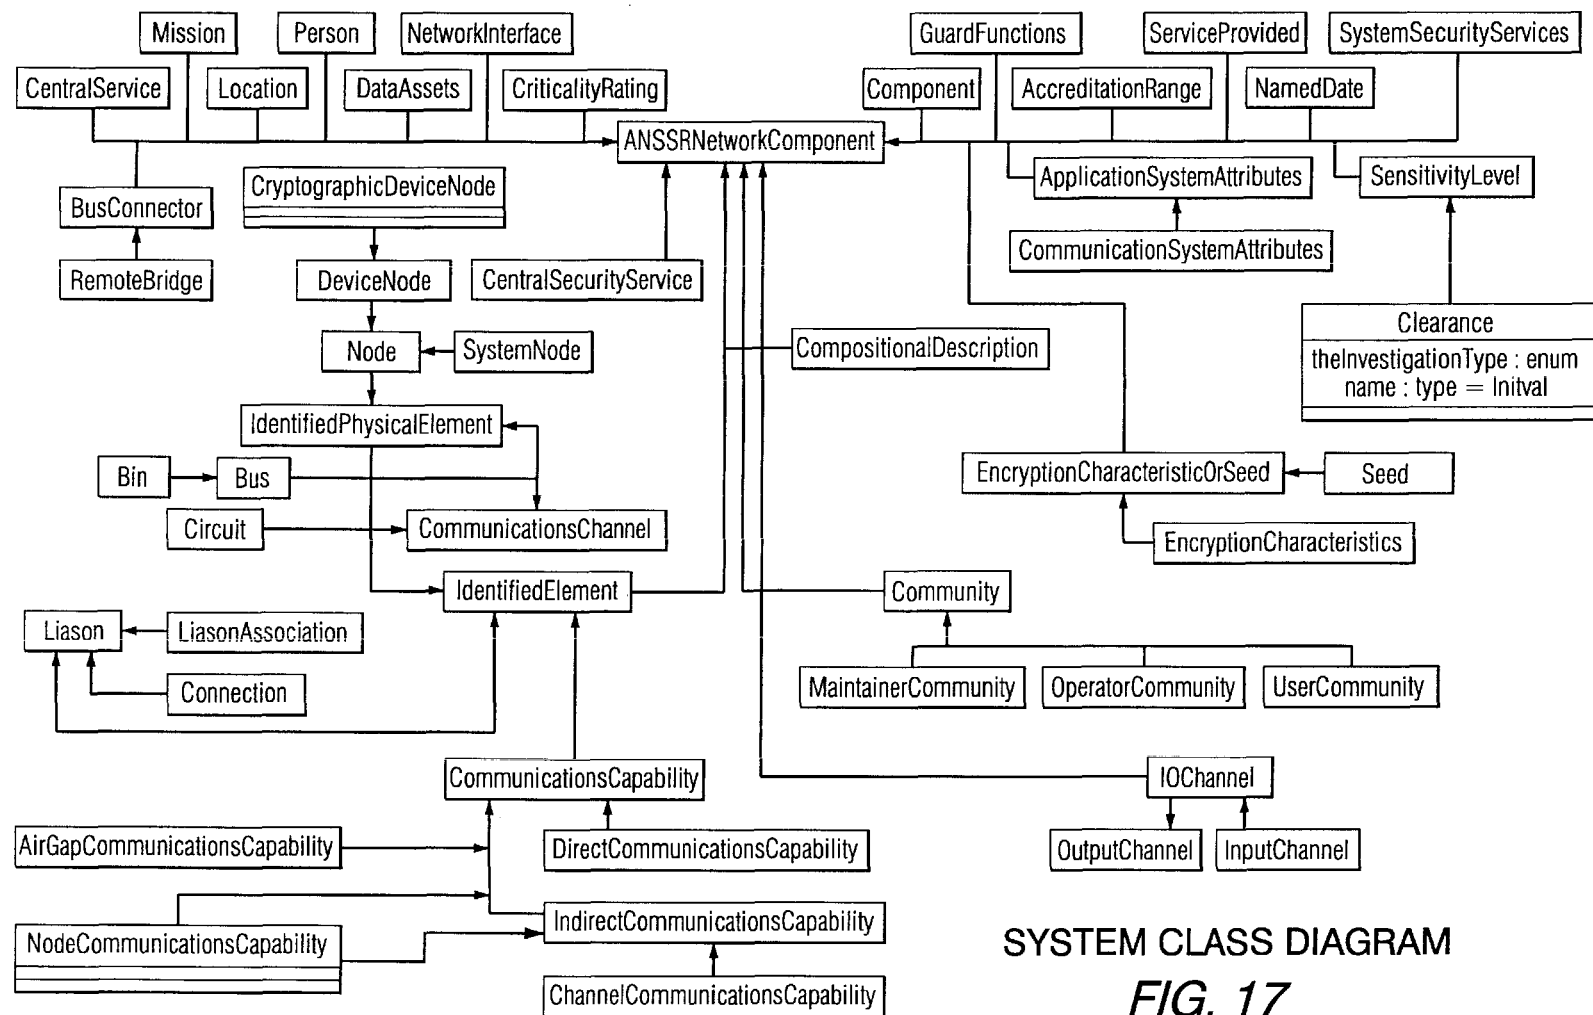 Mission
Person
NetworkInterface
GuardFunctions
ServiceProvided
SystemSecurityServices
CentralService
Location
DataAssets
CriticalityRating
Component
AccreditationRange
NamedDate
ANSSRNetworkComponent
CryptographicDeviceNode
ApplicationSystemAttributes
SensitivityLevel
BusConnector
CommunicationSystemAttributes
RemoteBridge
DeviceNode
CentralSecurityService
Clearance
theInvestigationType : enum
name : type = Initval
Node
SystemNode
CompositionalDescription
IdentifiedPhysicalElement
Bin
Bus
EncryptionCharacteristicOrSeed
Seed
Circuit
CommunicationsChannel
EncryptionCharacteristics
IdentifiedElement
Community
Liason
LiasonAssociation
Connection
MaintainerCommunity
OperatorCommunity
UserCommunity
CommunicationsCapability
IOChannel
AirGapCommunicationsCapability
DirectCommunicationsCapability
OutputChannel
InputChannel
IndirectCommunicationsCapability
NodeCommunicationsCapability
ChannelCommunicationsCapability
SYSTEM CLASS DIAGRAM
FIG. 17